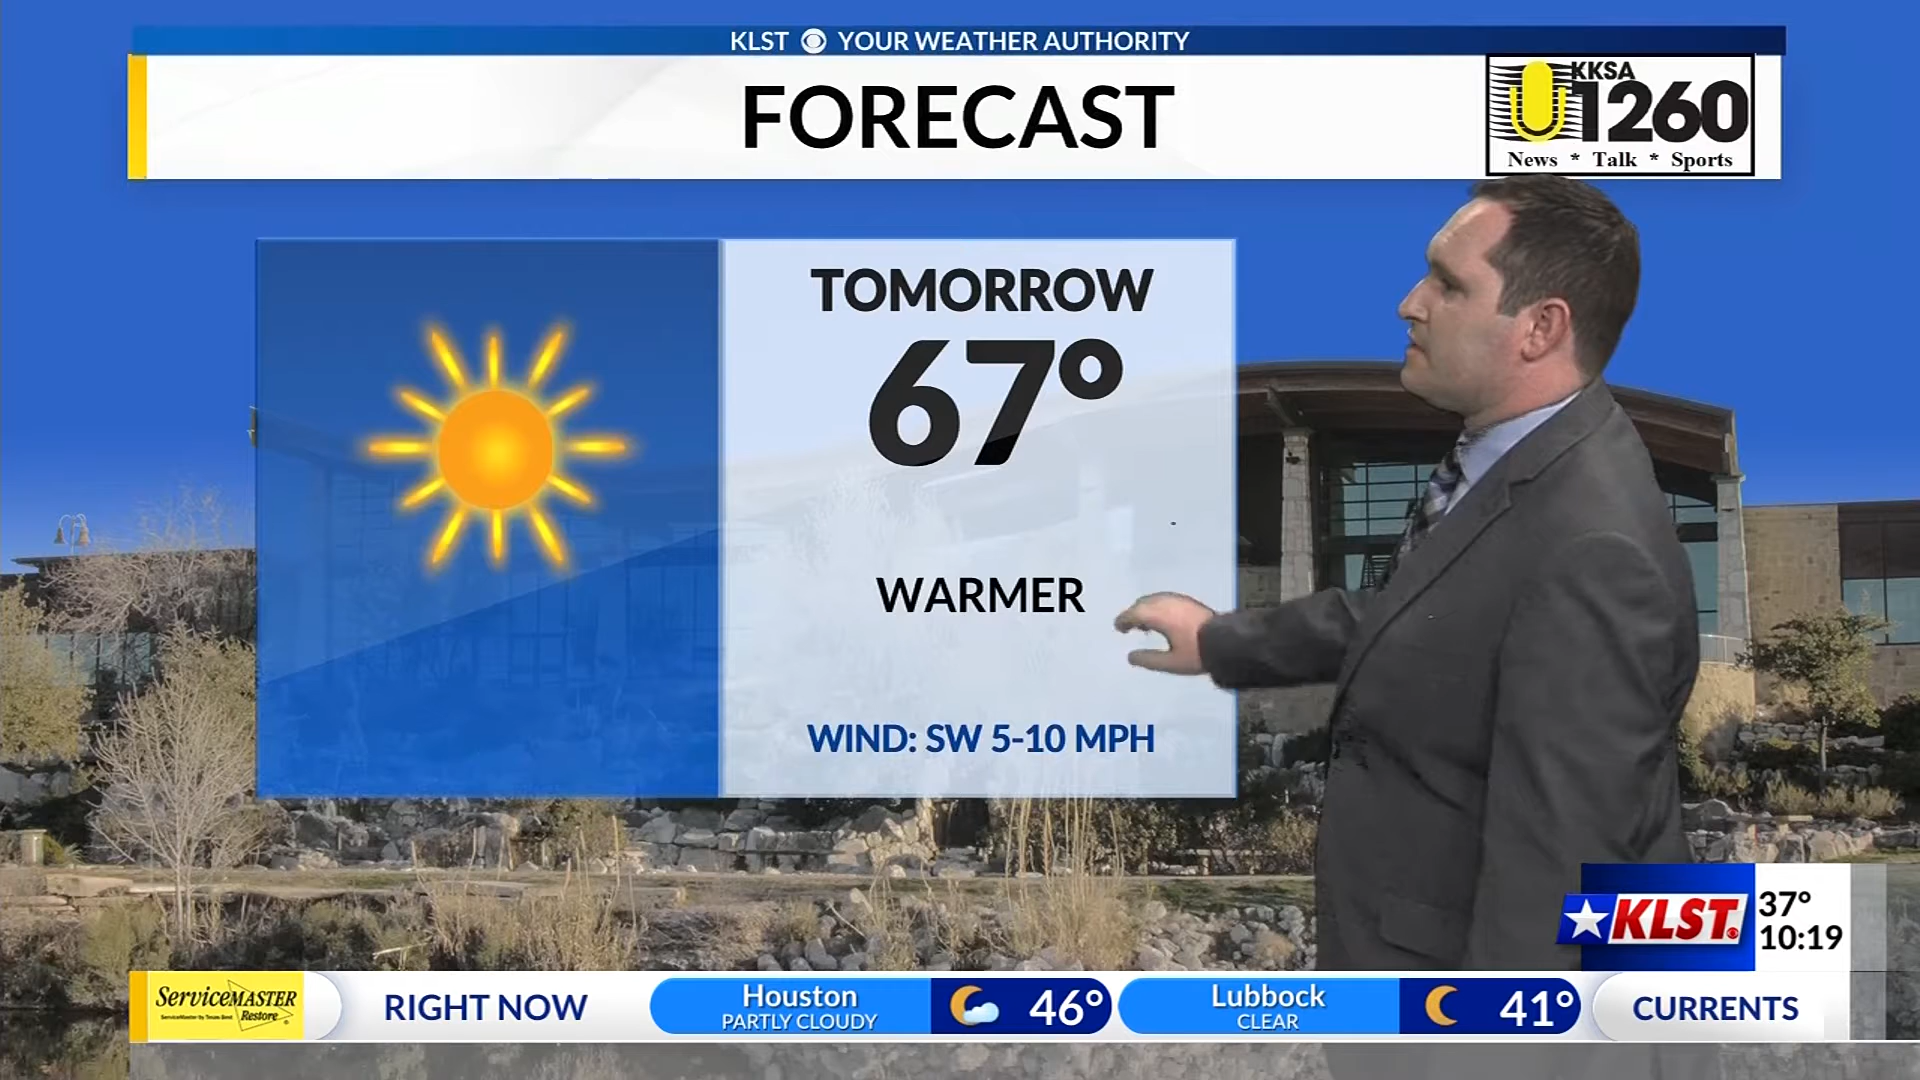 KLST YOUR WEATHER AUTHORITY
FORECAST
KKSA
1260
News * Talk * Sports
TOMORROW
67°
WARMER
WIND: SW 5-10 MPH
KLST
37°
10:19
ServiceMASTER
Restore
RIGHT NOW
Houston
PARTLY CLOUDY
46°
Lubbock
CLEAR
41°
CURRENTS